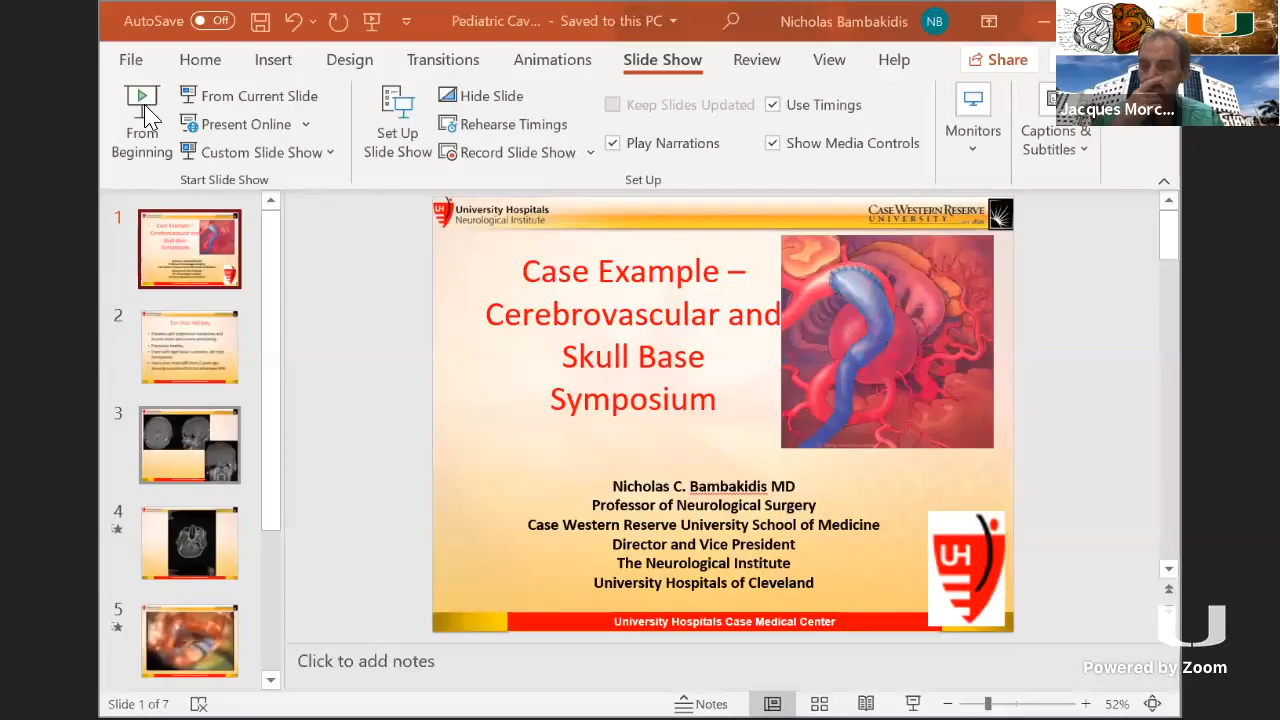 AutoSave Off Pediatric Cav... - Saved to this PC Nicholas Bambakidis NB
File Home Insert Design Transitions Animations Slide Show Review View Help Share
From Beginning
From Current Slide
Present Online
Custom Slide Show
Start Slide Show
Set Up Slide Show
Hide Slide
Rehearse Timings
Record Slide Show
Keep Slides Updated
Play Narrations
Use Timings
Show Media Controls
Set Up
Monitors
Captions &
Subtitles
Jacques Morc...
1
2
3
4
5
University Hospitals
Neurological Institute
CASE WESTERN RESERVE
UNIVERSITY
Case Example –
Cerebrovascular and
Skull Base
Symposium
Nicholas C. Bambakidis MD
Professor of Neurological Surgery
Case Western Reserve University School of Medicine
Director and Vice President
The Neurological Institute
University Hospitals of Cleveland
UH
University Hospitals Case Medical Center
Click to add notes
Powered by Zoom
Slide 1 of 7 Notes 52%